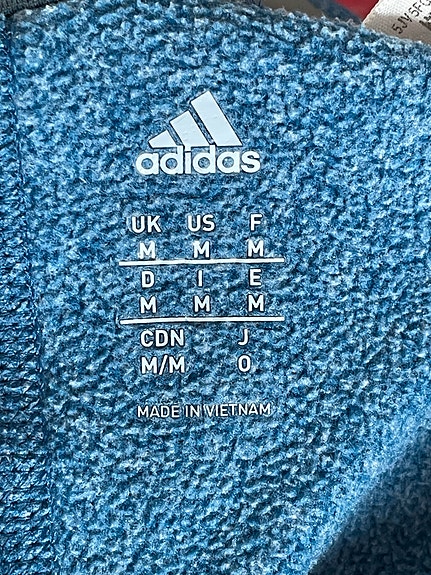 adidas
UK US F
M M M
D I E
M M M
CDN J
M/M O
MADE IN VIETNAM